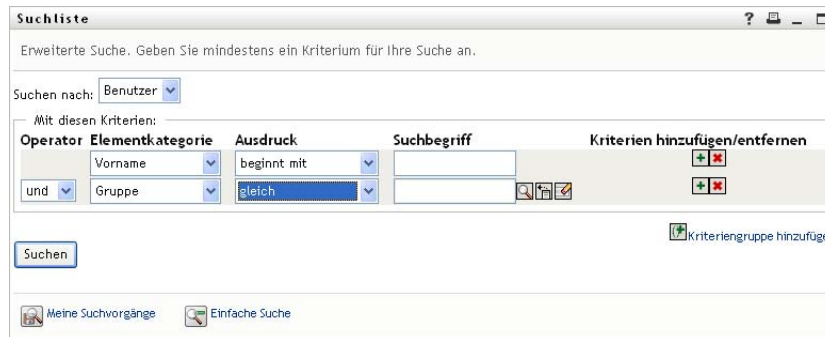 Suchliste
Erweiterte Suche. Geben Sie mindestens ein Kriterium für Ihre Suche an.
Suchen nach: Benutzer
Mit diesen Kriterien:
Operator Elementkategorie Ausdruck Suchbegriff Kriterien hinzufügen/entfernen
Vorname beginnt mit
und Gruppe gleich
Kriteriengruppe hinzufüge
Suchen
Meine Suchvorgänge Einfache Suche